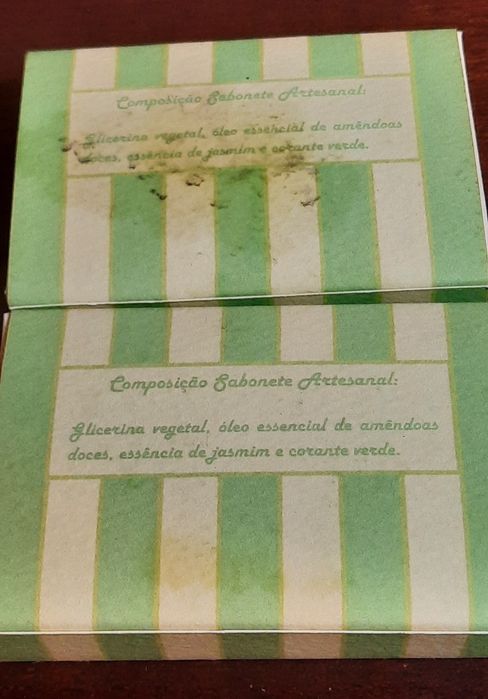 Composição Sabonete Artesanal:
Glicerina vegetal, óleo essencial de amêndoas
doces, essência de jasmim e corante verde.
Composição Sabonete Artesanal:
Glicerina vegetal, óleo essencial de amêndoas
doces, essência de jasmim e corante verde.